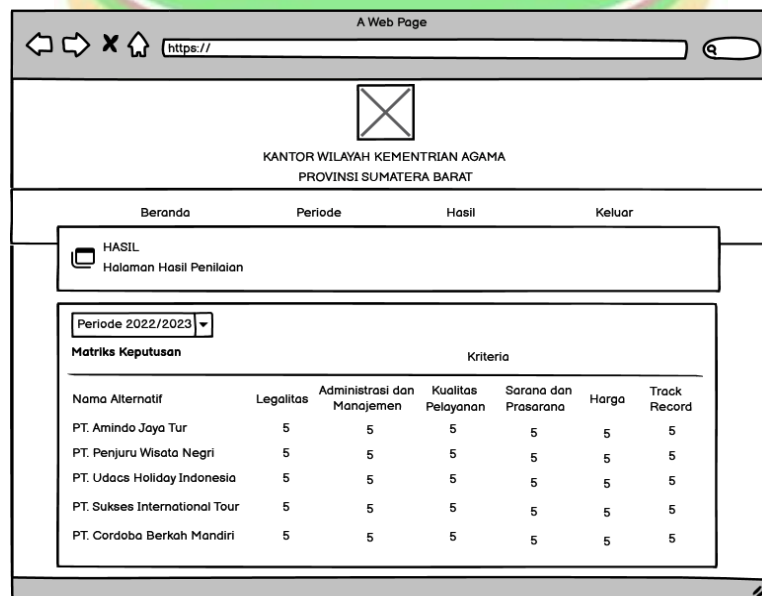 A Web Page
https://
KANTOR WILAYAH KEMENTRIAN AGAMA
PROVINSI SUMATERA BARAT
Beranda Periode Hasil Keluar
HASIL
Halaman Hasil Penilaian
Periode 2022/2023
Matriks Keputusan Kriteria
Nama Alternatif Legalitas Administrasi dan Manajemen Kualitas Pelayanan Sarana dan Prasarana Harga Track Record
PT. Amindo Jaya Tur 5 5 5 5 5 5
PT. Penjuru Wisata Negri 5 5 5 5 5 5
PT. Udacs Holiday Indonesia 5 5 5 5 5 5
PT. Sukses International Tour 5 5 5 5 5 5
PT. Cordoba Berkah Mandiri 5 5 5 5 5 5